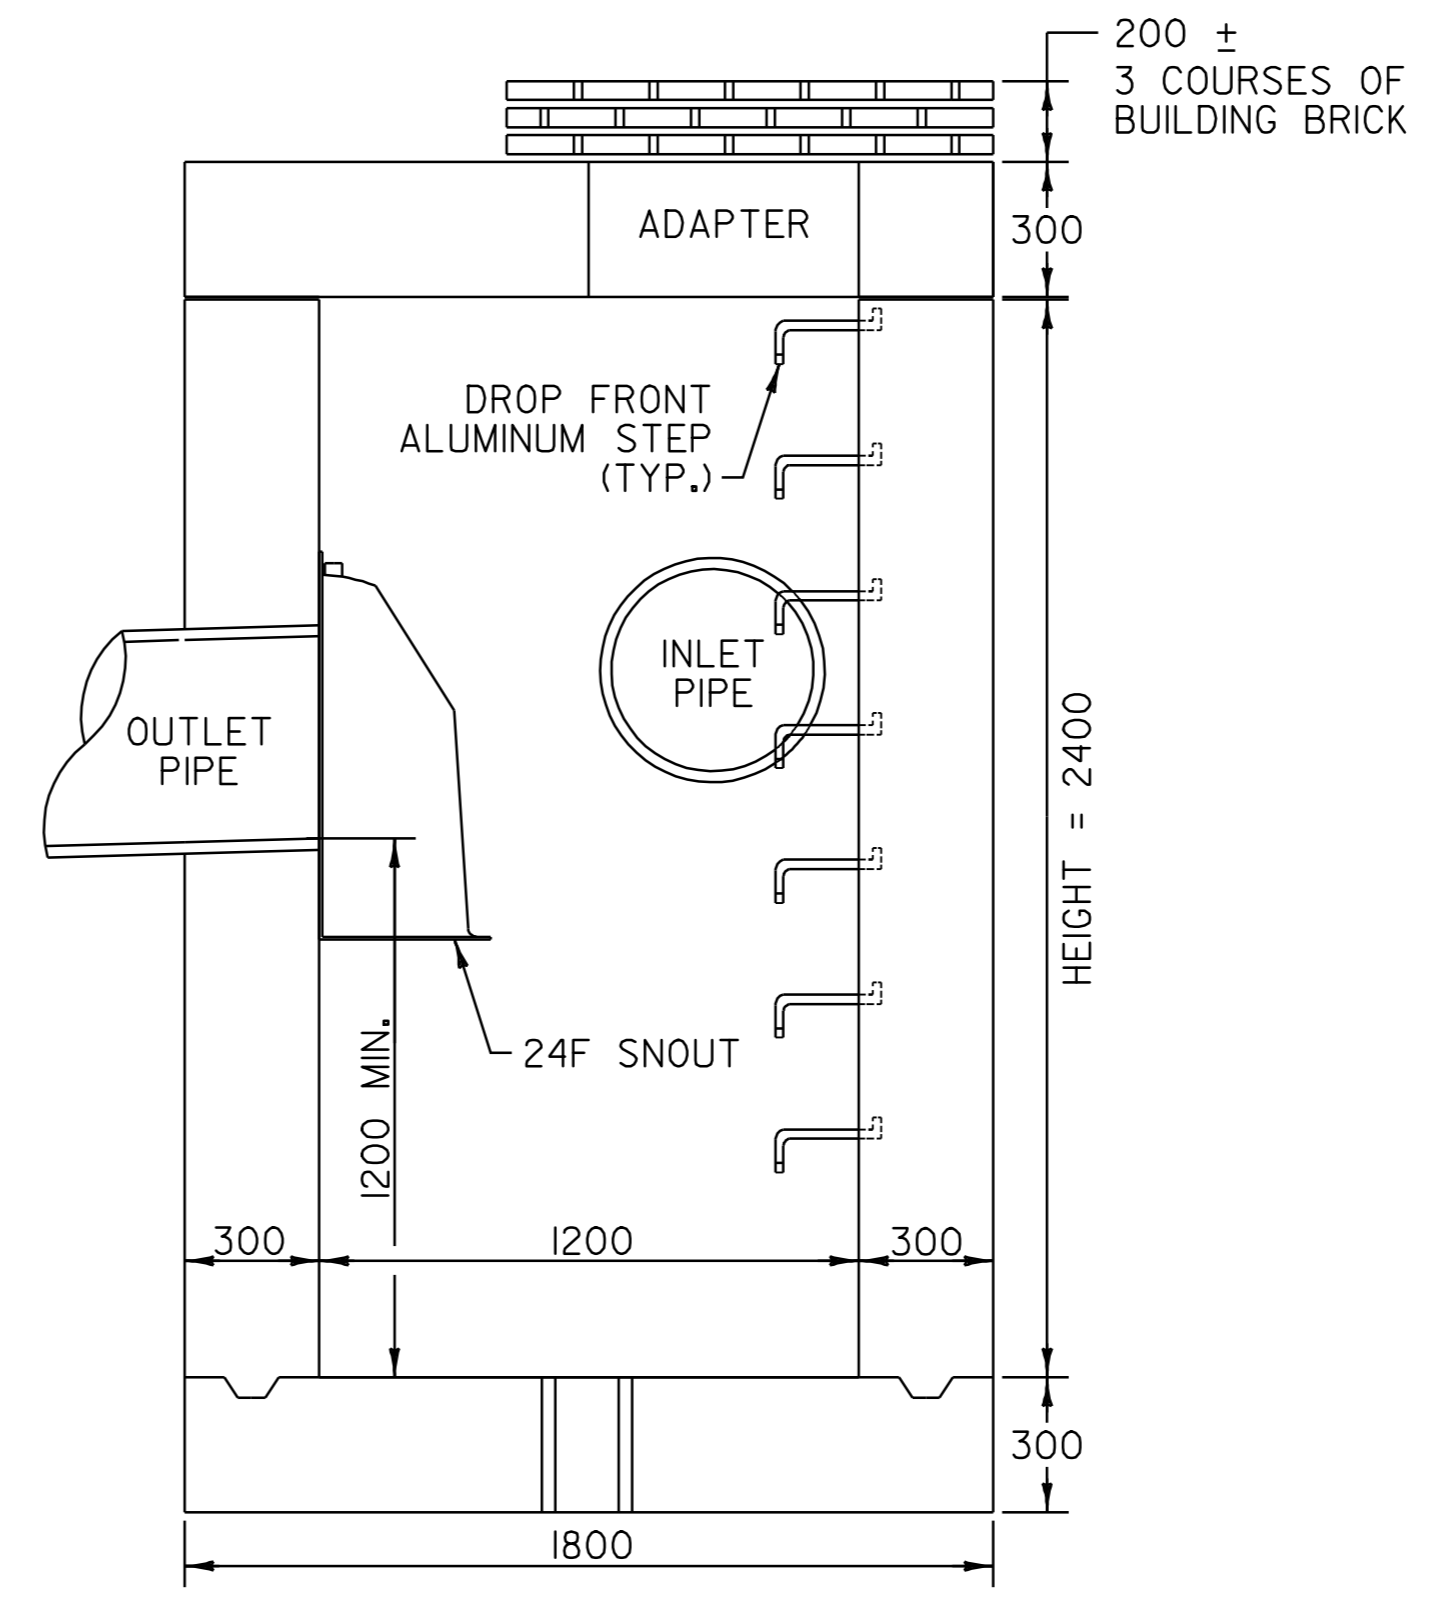 200 ±
3 COURSES OF
BUILDING BRICK
ADAPTER
300
DROP FRONT
ALUMINUM STEP
(TYP.)
INLET
PIPE
OUTLET
PIPE
HEIGHT = 2400
24F SNOUT
1200 MIN.
300
1200
300
300
1800